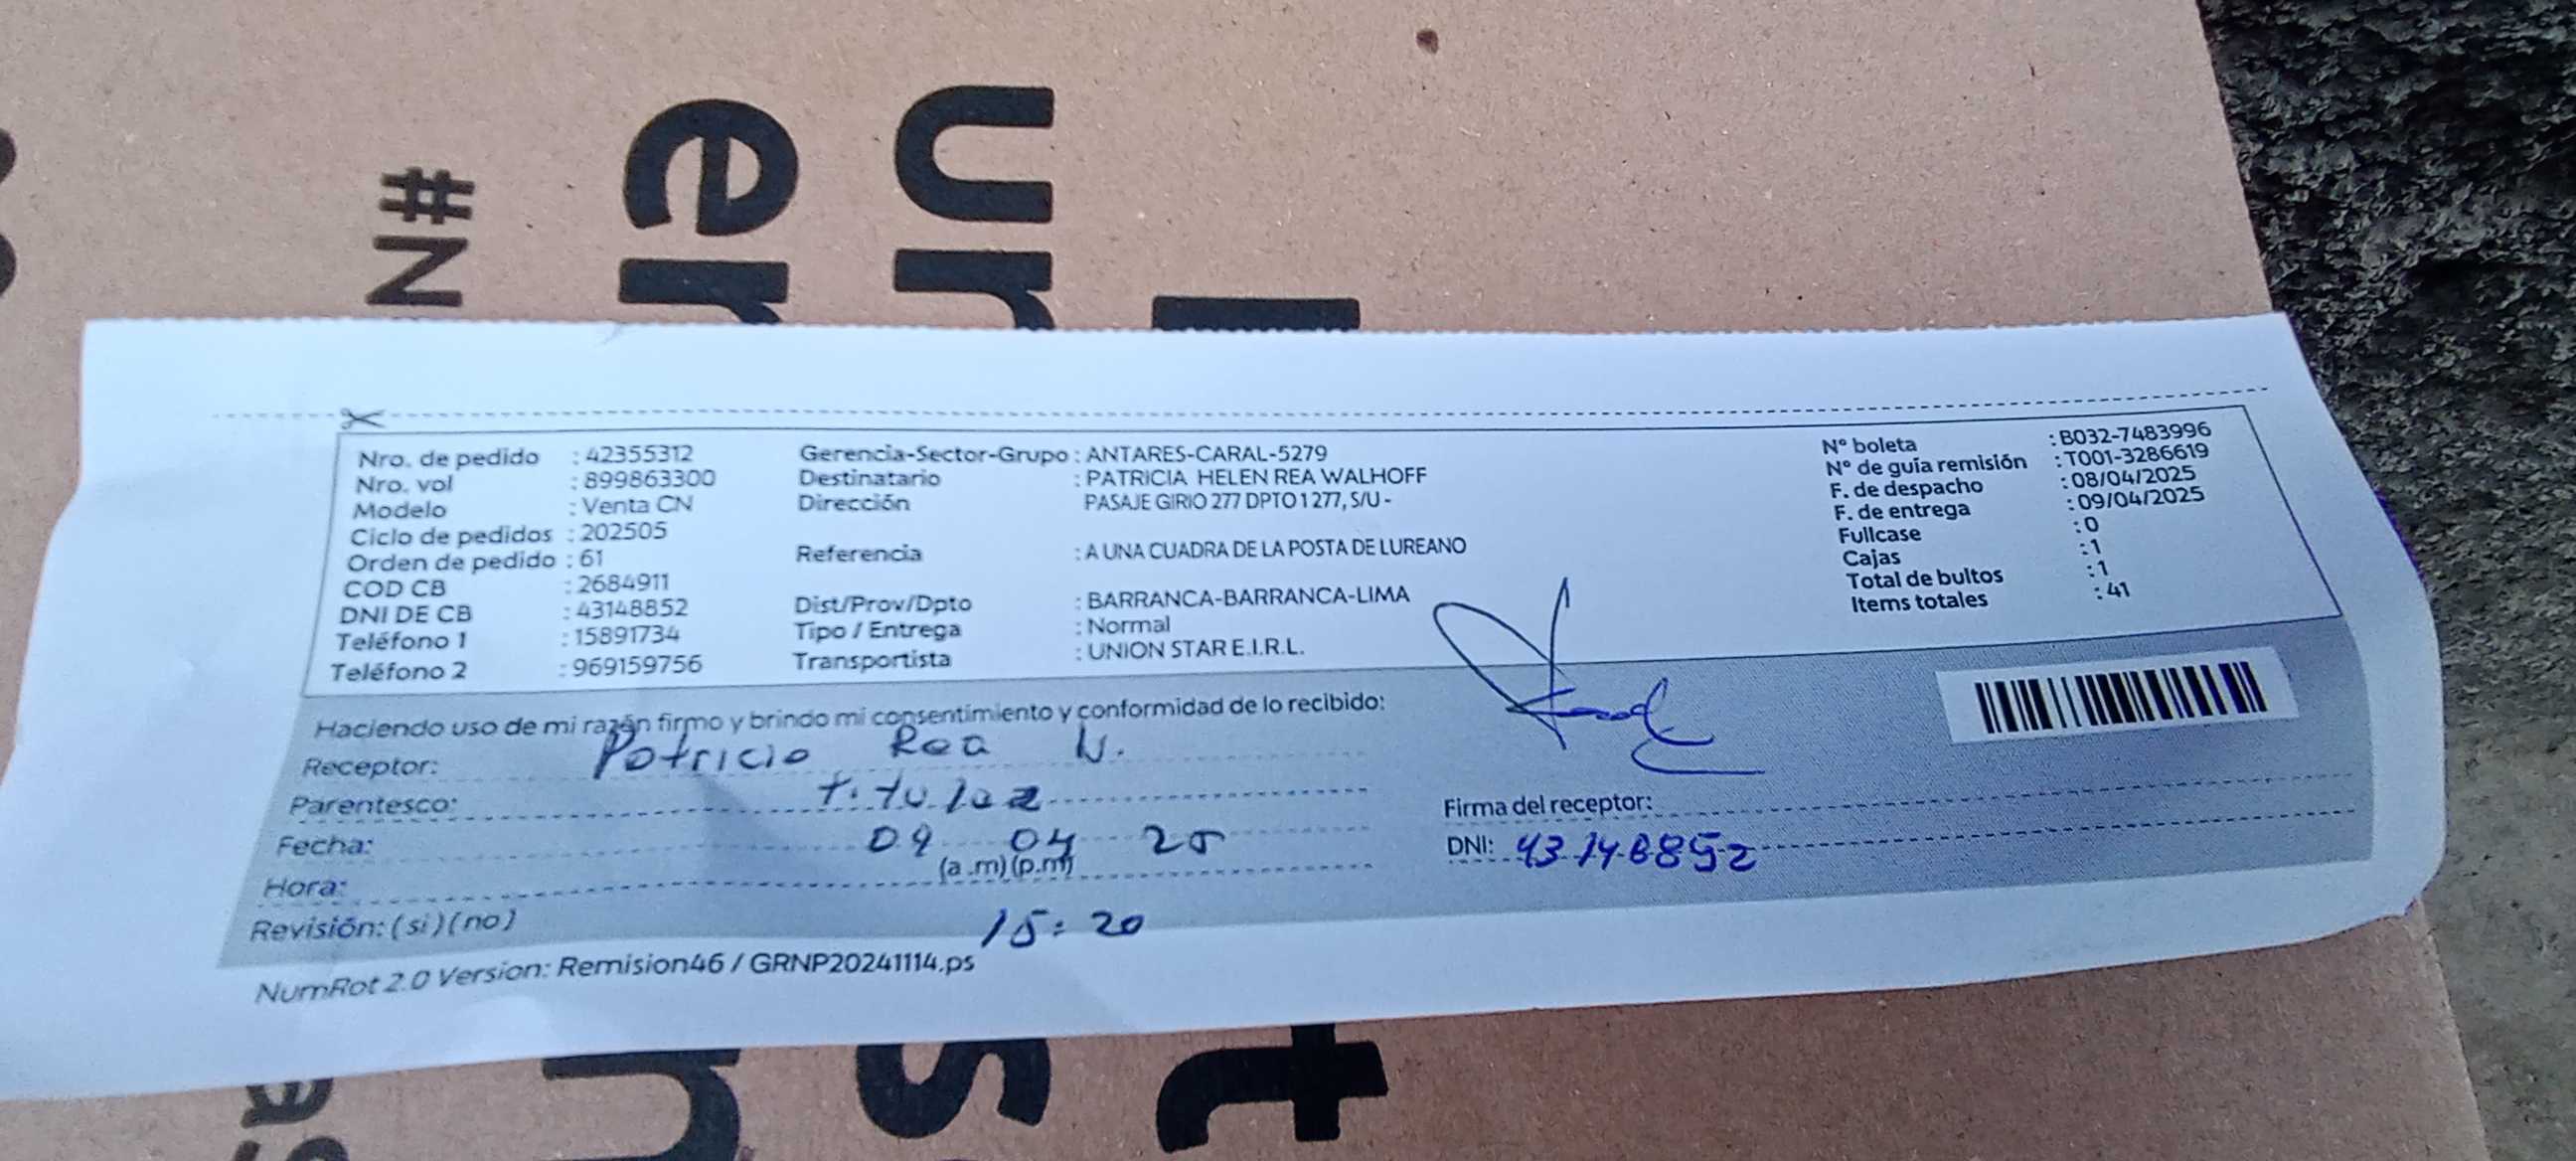 Nro. de pedido : 42355312
Nro. vol : 899863300
Modelo : Venta CN
Ciclo de pedidos : 202505
Orden de pedido : 61
COD CB : 2684911
DNI DE CB : 43148852
Teléfono 1 : 15891734
Teléfono 2 : 969159756
Gerencia-Sector-Grupo : ANTARES-CARAL-5279
Destinatario : PATRICIA HELEN REA WALHOFF
Dirección PASAJE GIRIO 277 DPTO 1 277, S/U -
Referencia : A UNA CUADRA DE LA POSTA DE LUREANO
Dist/Prov/Dpto : BARRANCA-BARRANCA-LIMA
Tipo / Entrega : Normal
Transportista : UNION STAR E.I.R.L.
N° boleta : B032-7483996
N° de guía remisión : T001-3286619
F. de despacho : 08/04/2025
F. de entrega : 09/04/2025
Fullcase : 0
Cajas : 1
Total de bultos : 1
Items totales : 41
Haciendo uso de mi razón firmo y brindo mi consentimiento y conformidad de lo recibido:
Receptor: Patricia Rea W.
Parentesco: titular
Fecha: 09 04 25
Hora: (a.m) (p.m)
15:20
Revisión: (si) (no)
Firma del receptor:
DNI: 43148852
NumRot 2.0 Version: Remision46 / GRNP20241114.ps
#N
er
ur